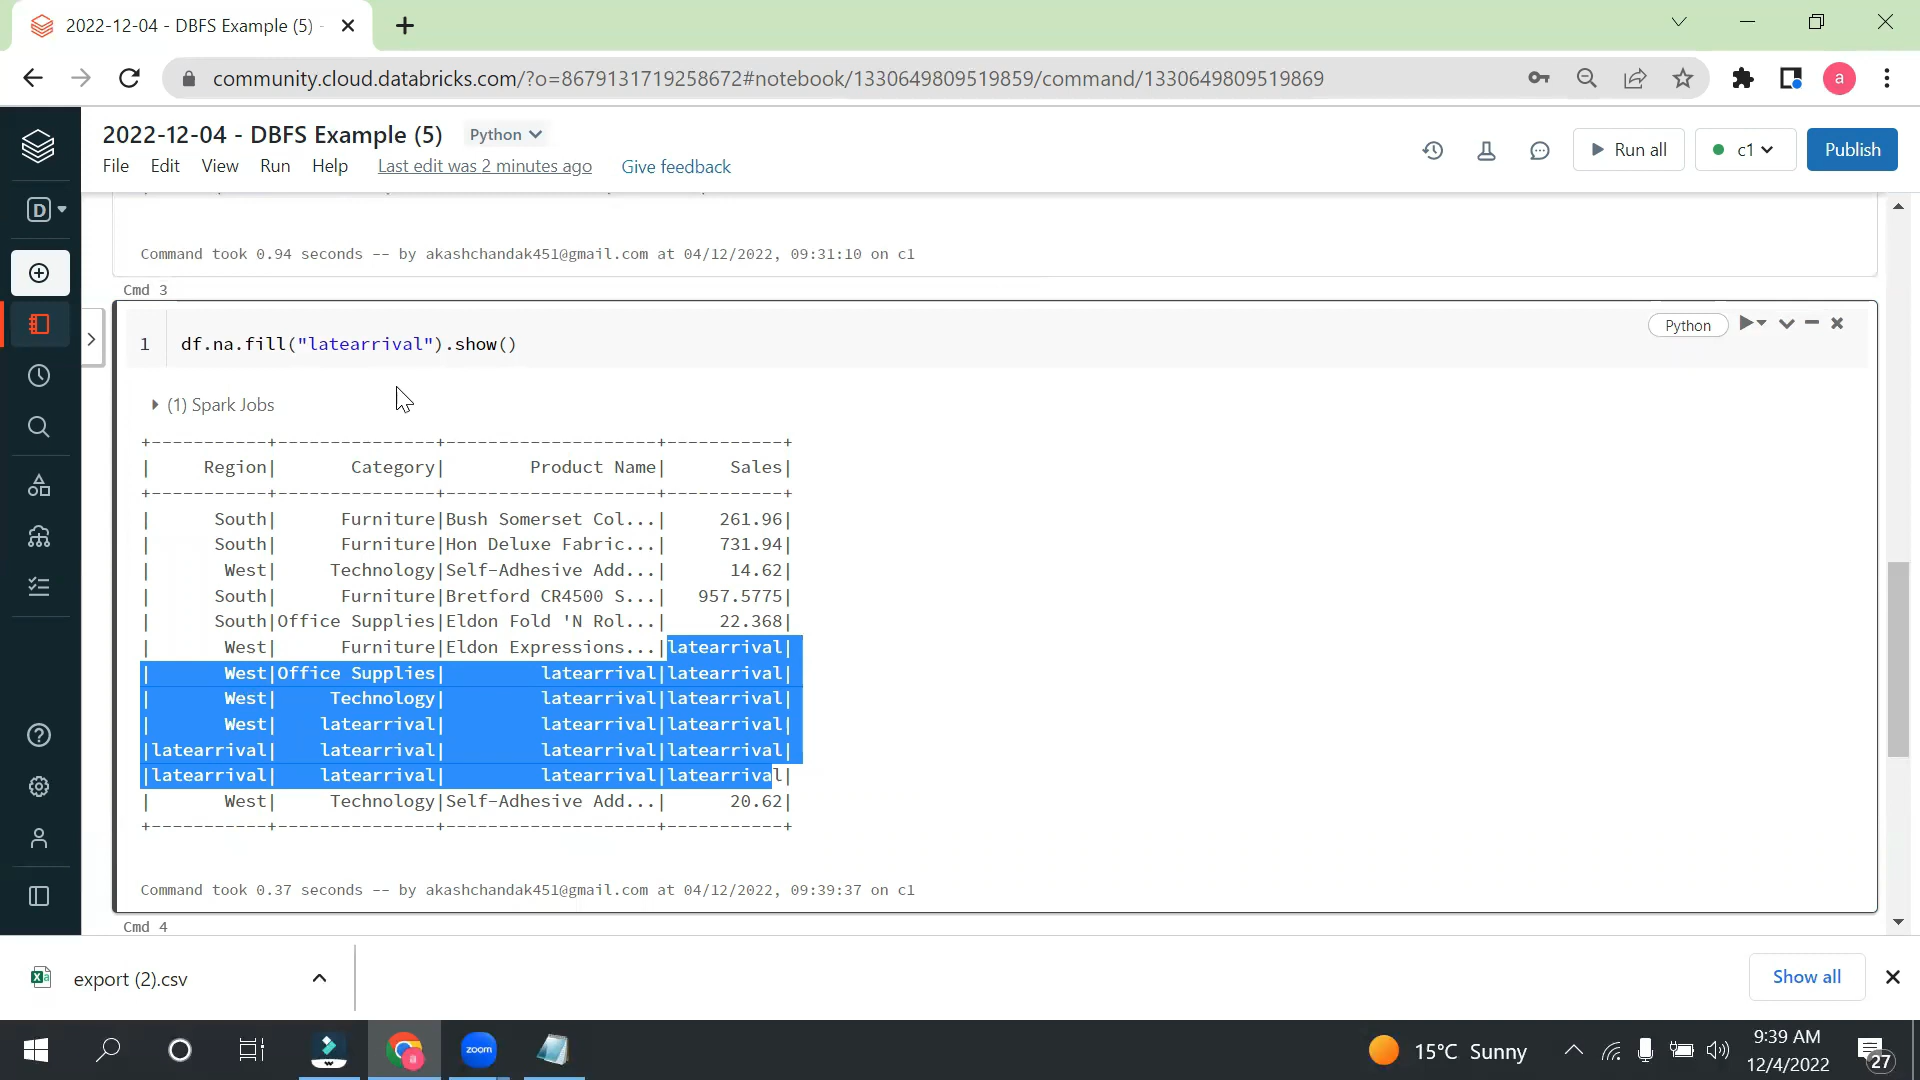 2022-12-04 - DBFS Example (5) -
community.cloud.databricks.com/?o=8679131719258672#notebook/1330649809519859/command/1330649809519869
a
2022-12-04 - DBFS Example (5) Python
File Edit View Run Help Last edit was 2 minutes ago Give feedback
Run all c1 Publish
D
Command took 0.94 seconds -- by akashchandak451@gmail.com at 04/12/2022, 09:31:10 on c1
Cmd 3
Python
1 df.na.fill("latearrival").show()
(1) Spark Jobs
+-----------+---------------+--------------------+-----------+
|     Region|       Category|        Product Name|      Sales|
+-----------+---------------+--------------------+-----------+
|      South|      Furniture|Bush Somerset Col...|     261.96|
|      South|      Furniture|Hon Deluxe Fabric...|     731.94|
|       West|     Technology|Self-Adhesive Add...|      14.62|
|      South|      Furniture|Bretford CR4500 S...|   957.5775|
|      South|Office Supplies|Eldon Fold 'N Rol...|     22.368|
|       West|      Furniture|Eldon Expressions...|latearrival|
|       West|Office Supplies|         latearrival|latearrival|
|       West|     Technology|         latearrival|latearrival|
|       West|    latearrival|         latearrival|latearrival|
|latearrival|    latearrival|         latearrival|latearrival|
|latearrival|    latearrival|         latearrival|latearrival|
|       West|     Technology|Self-Adhesive Add...|      20.62|
+-----------+---------------+--------------------+-----------+
Command took 0.37 seconds -- by akashchandak451@gmail.com at 04/12/2022, 09:39:37 on c1
Cmd 4
export (2).csv
Show all
zoom
15°C Sunny
9:39 AM
12/4/2022
27